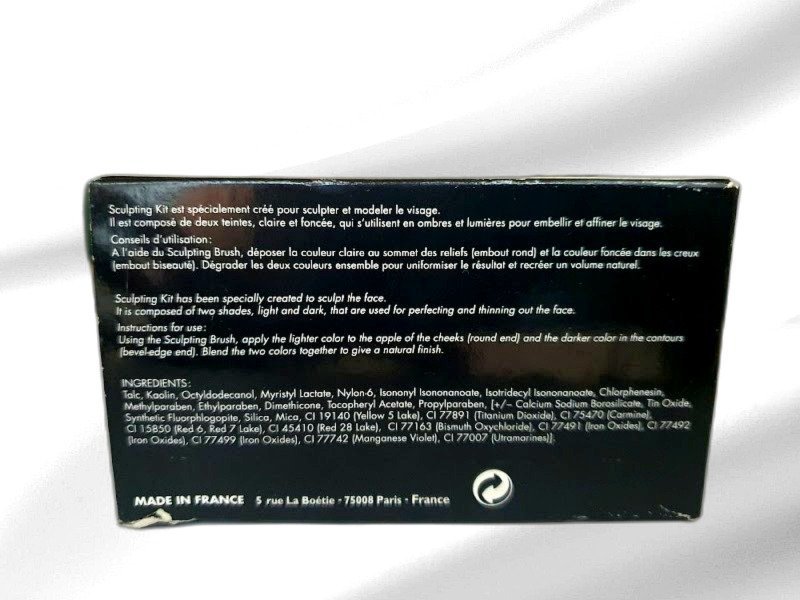 Sculpting Kit est spécialement créé pour sculpter et modeler le visage.
Il est composé de deux teintes, claire et foncée, qui s'utilisent en ombres et lumières pour embellir et affiner le visage.
Conseils d'utilisation:
A l'aide du Sculpting Brush, déposer la couleur claire au sommet des reliefs (embout rond) et la couleur foncée dans les creux
(embout biseauté). Dégrader les deux couleurs ensemble pour uniformiser le résultat et recréer un volume naturel.
Sculpting Kit has been specially created to sculpt the face.
It is composed of two shades, light and dark, that are used for perfecting and thinning out the face.
Instructions for use:
Using the Sculpting Brush, apply the lighter color to the apple of the cheeks (round end) and the darker color in the contours
(bevel-edge end). Blend the two colors together to give a natural finish.
INGREDIENTS:
Talc, Kaolin, Octyldodecanol, Myristyl Lactate, Nylon-6, Isononyl Isononanoate, Isotridecyl Isononanoate, Chlorphenesin,
Methylparaben, Ethylparaben, Dimethicone, Tocopheryl Acetate, Propylparaben, [+/– Calcium Sodium Borosilicate, Tin Oxide,
Synthetic Fluorphlogopite, Silica, Mica, CI 19140 (Yellow 5 Lake), CI 77891 (Titanium Dioxide), CI 75470 (Carmine),
CI 15850 (Red 6, Red 7 Lake), CI 45410 (Red 28 Lake), CI 77163 (Bismuth Oxychloride), CI 77491 (Iron Oxides), CI 77492
(Iron Oxides), CI 77499 (Iron Oxides), CI 77742 (Manganese Violet), CI 77007 (Utramarines)].
MADE IN FRANCE 5 rue La Boétie - 75008 Paris - France